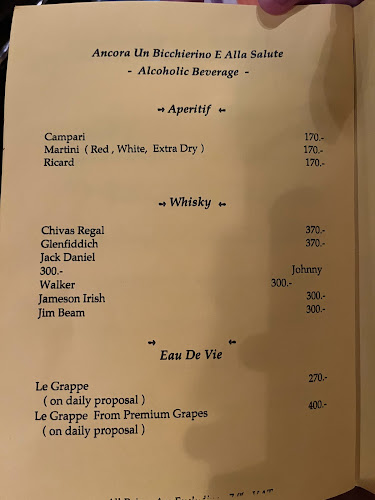 Ancora Un Bicchierino E Alla Salute
- Alcoholic Beverage -
Aperitif
Campari 170.-
Martini ( Red , White, Extra Dry ) 170.-
Ricard 170.-
Whisky
Chivas Regal 370.-
Glenfiddich 370.-
Jack Daniel
300.- Johnny
Walker 300.-
Jameson Irish 300.-
Jim Beam 300.-
Eau De Vie
Le Grappe 270.-
( on daily proposal )
Le Grappe From Premium Grapes 400.-
( on daily proposal )